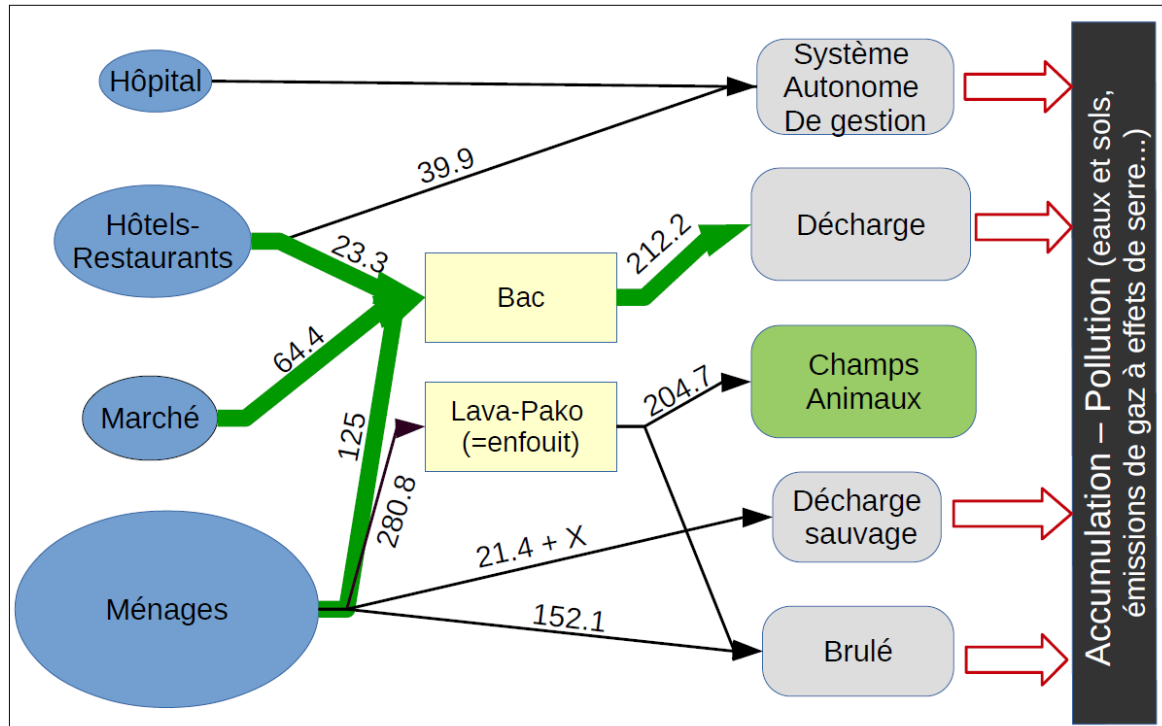 Hôpital
Système
Autonome
De gestion
39.9
Hôtels-
Restaurants
23.3
Bac
212.2
Décharge
64.4
Marché
Lava-Pako
(=enfouit)
204.7
Champs
Animaux
125
280.8
Ménages
21.4 + X
Décharge
sauvage
152.1
Brulé
Accumulation – Pollution (eaux et sols,
émissions de gaz à effets de serre...)